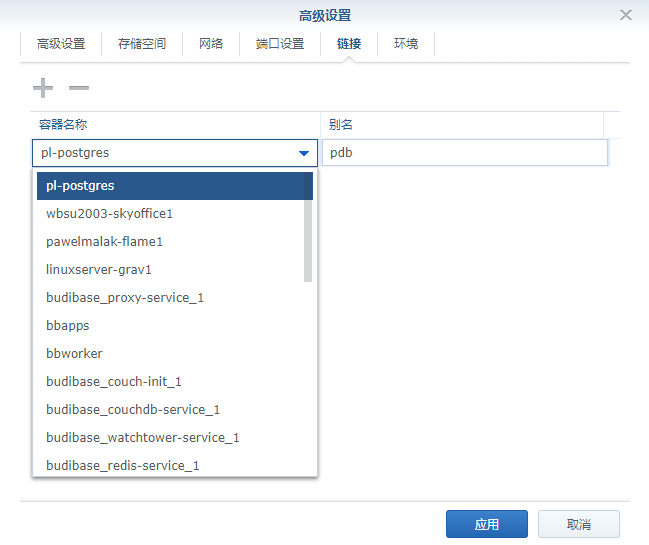 高级设置
高级设置 存储空间 网络 端口设置 链接 环境
容器名称 别名
pl-postgres pdb
pl-postgres
wbsu2003-skyoffice1
pawelmalak-flame1
linuxserver-grav1
budibase_proxy-service_1
bbapps
bbworker
budibase_couch-init_1
budibase_couchdb-service_1
budibase_watchtower-service_1
budibase_redis-service_1
应用 取消